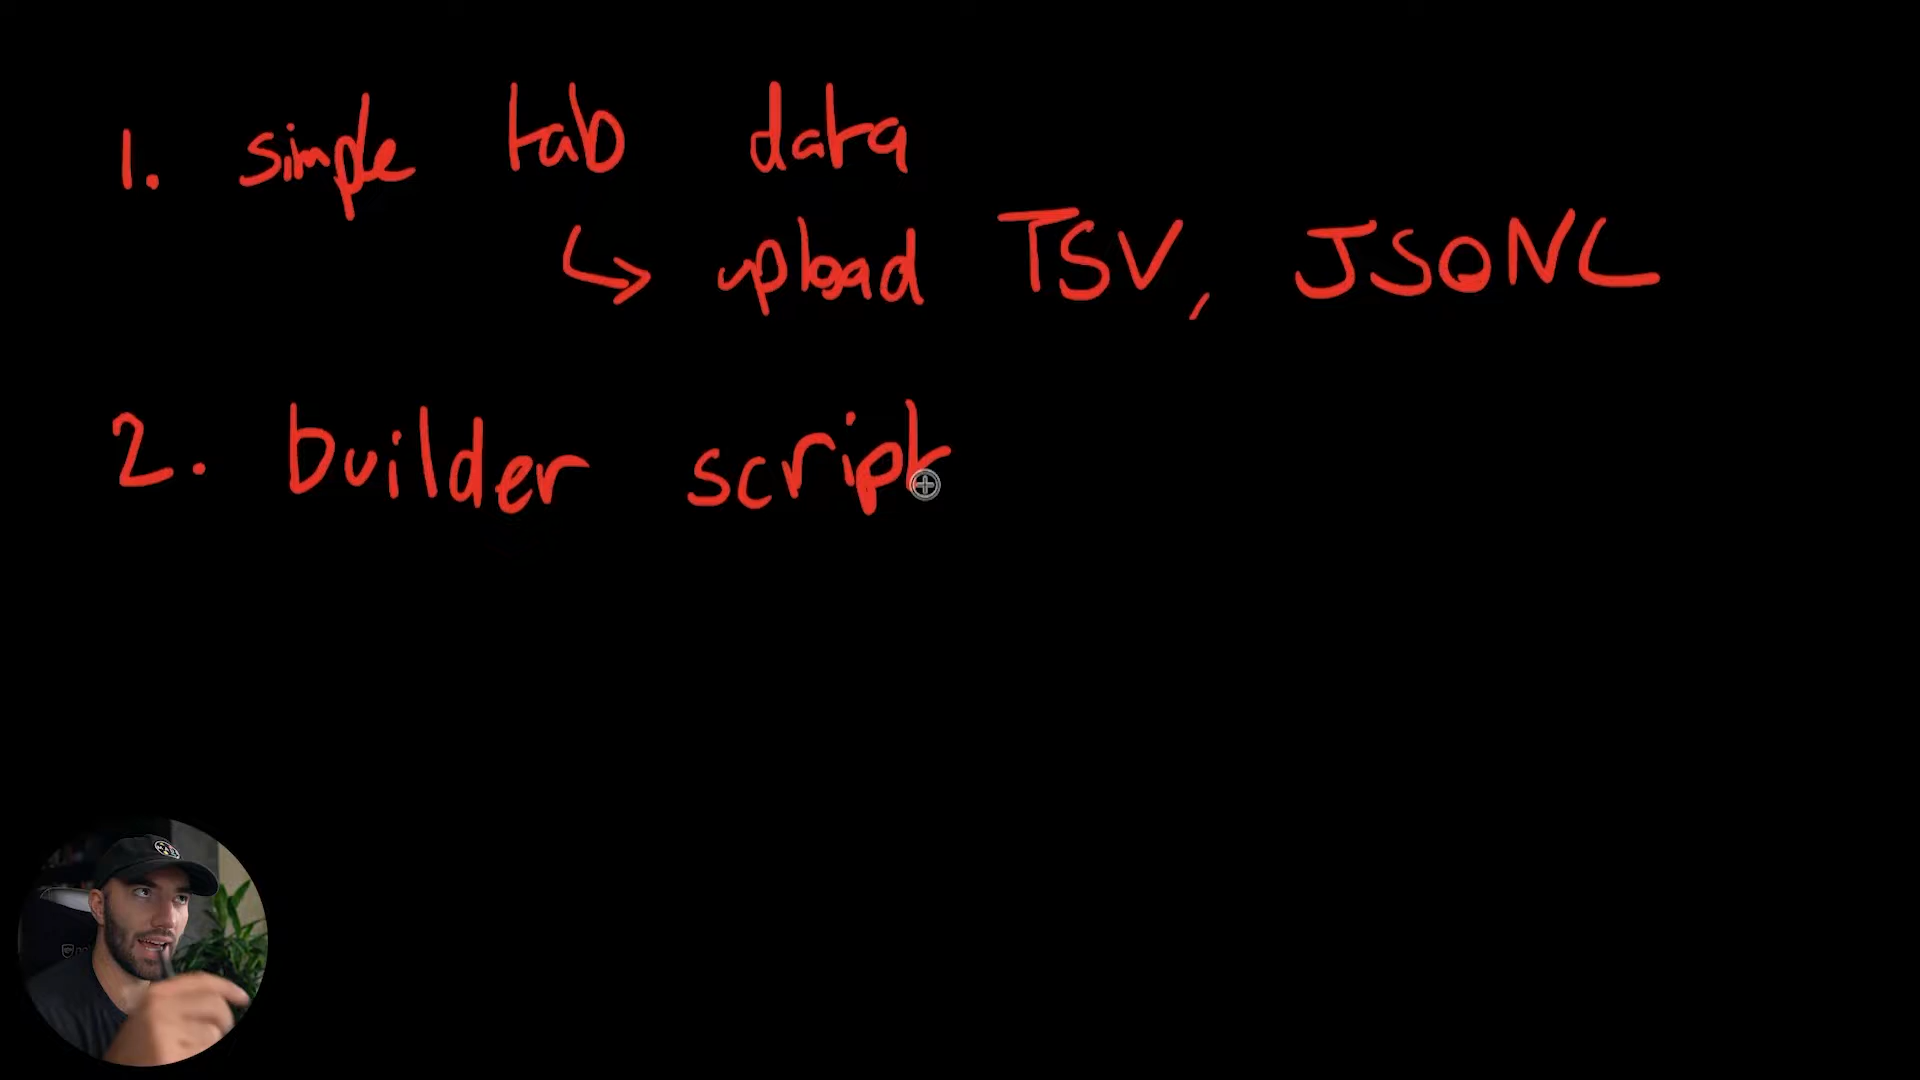 1. simple tab data
↳ upload TSV, JSONL
2. builder script